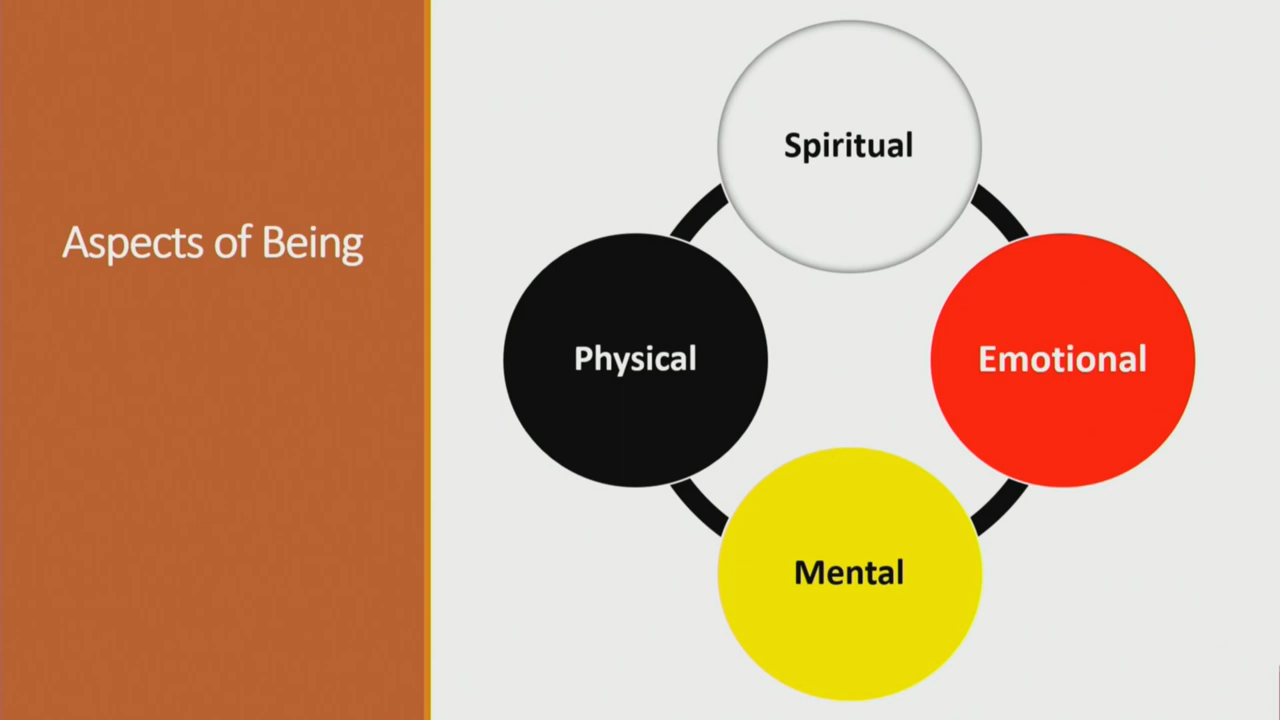 Aspects of Being
Spiritual
Physical
Emotional
Mental